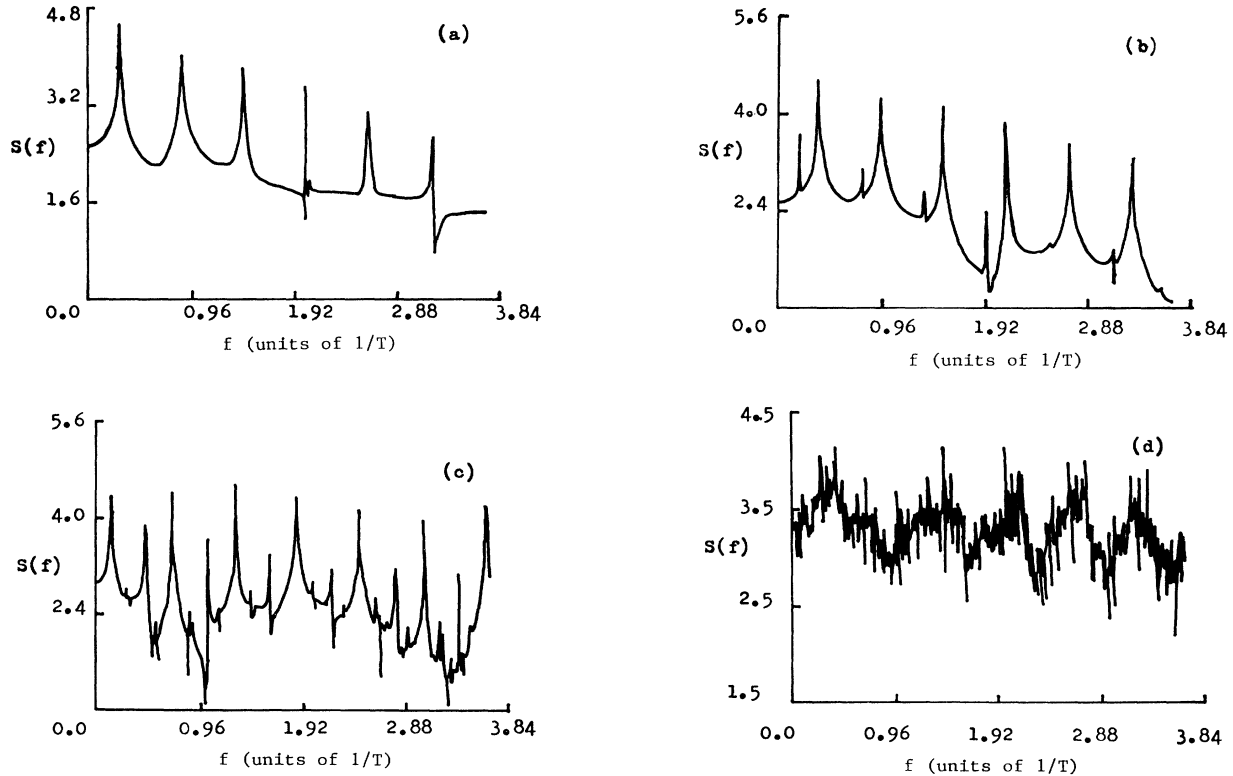 4.8
(a)
3.2
S(f)
1.6
0.0 0.96 1.92 2.88 3.84
f (units of 1/T)
5.6
(b)
4.0
S(f)
2.4
0.0 0.96 1.92 2.88 3.84
f (units of 1/T)
5.6
(c)
4.0
S(f)
2.4
0.0 0.96 1.92 2.88 3.84
f (units of 1/T)
4.5
(d)
3.5
S(f)
2.5
1.5
0.0 0.96 1.92 2.88 3.84
f (units of 1/T)